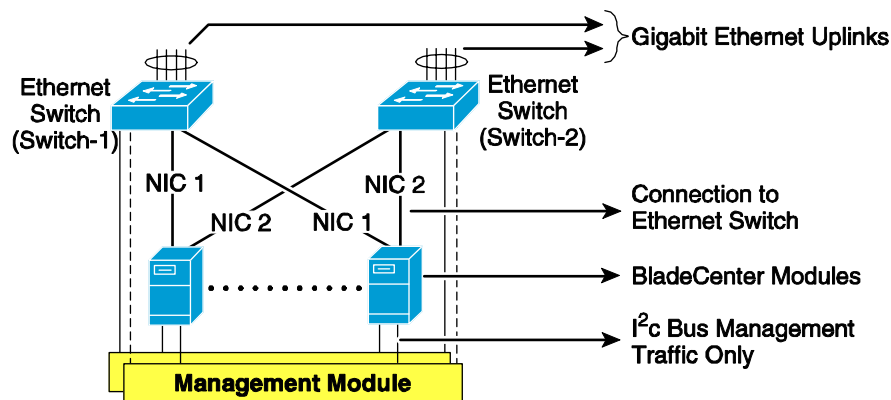 Gigabit Ethernet Uplinks
Ethernet
Switch
(Switch-1)
Ethernet
Switch
(Switch-2)
NIC 1
NIC 2
NIC 2
NIC 1
Connection to
Ethernet Switch
BladeCenter Modules
I²c Bus Management
Traffic Only
Management Module